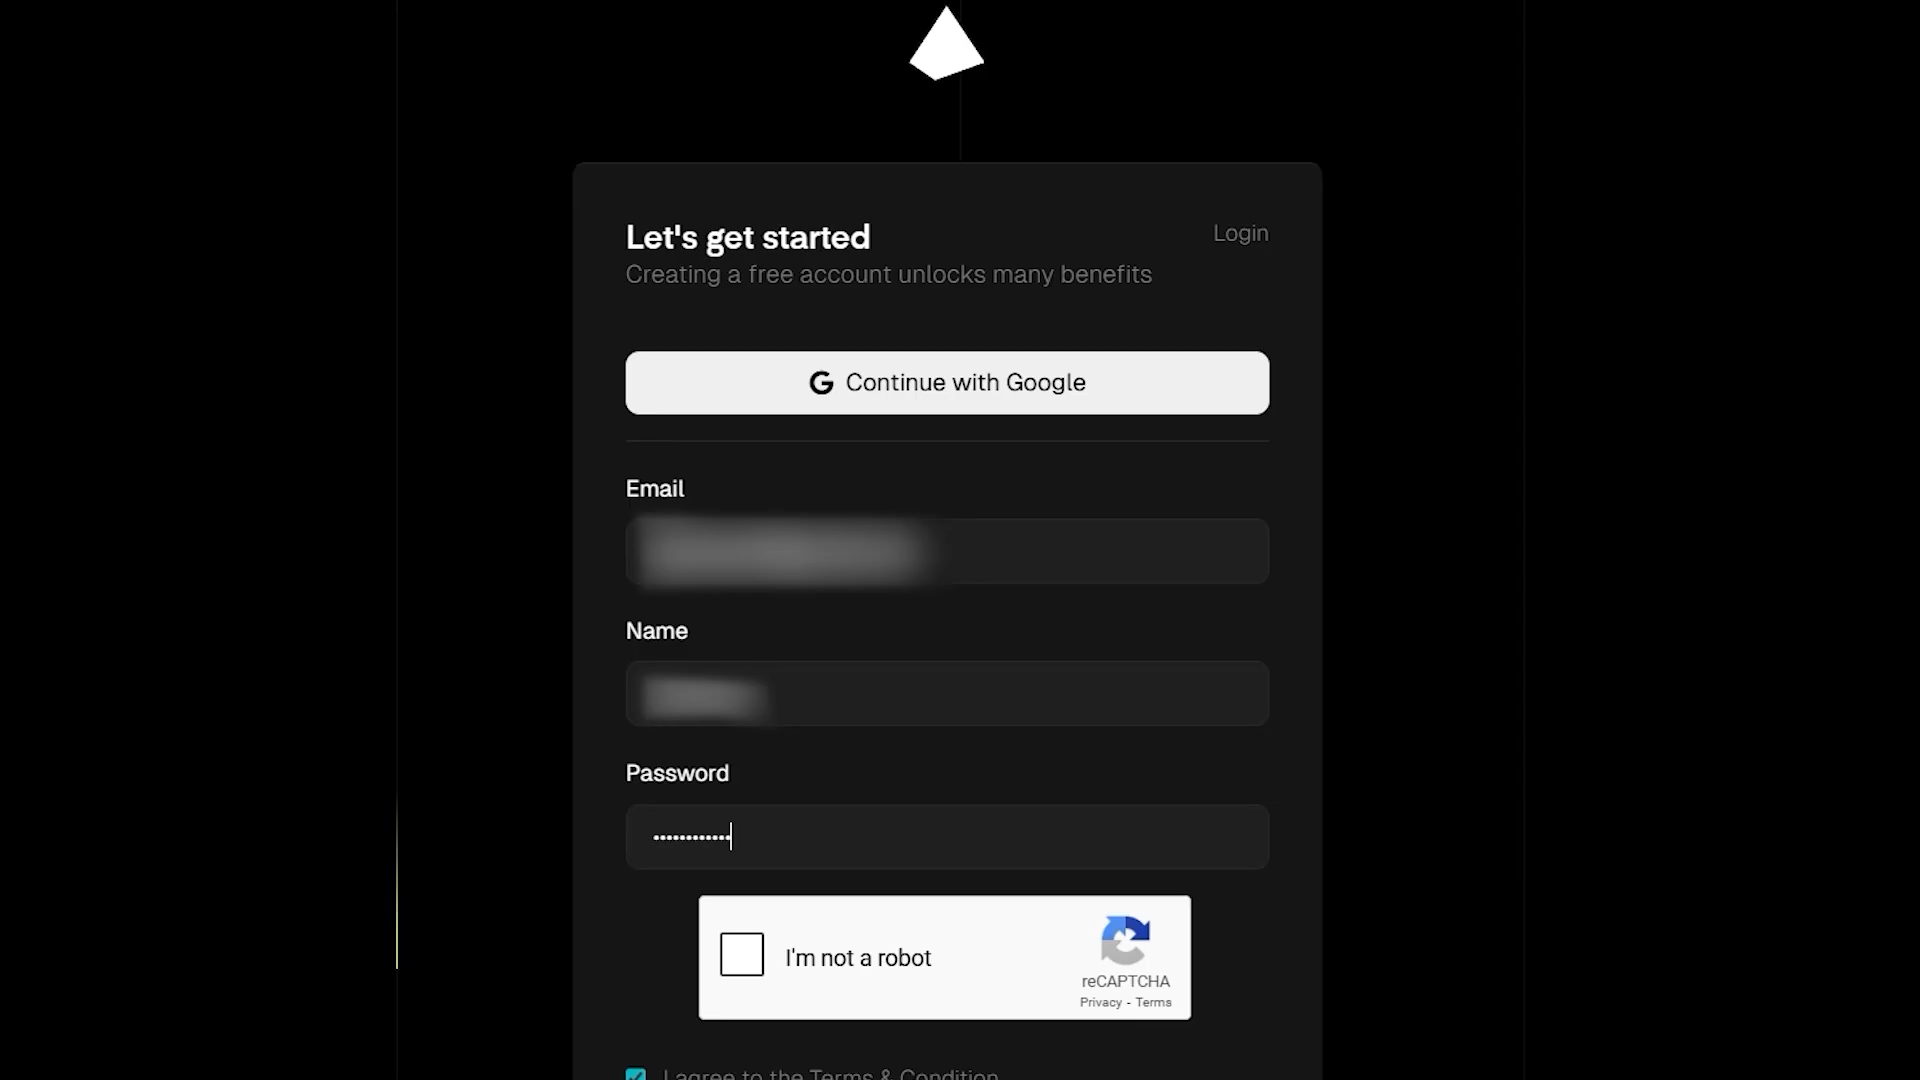 Let's get started
Login
Creating a free account unlocks many benefits
Continue with Google
Email
Name
Password
I'm not a robot
reCAPTCHA
Privacy - Terms
I agree to the Terms & Condition